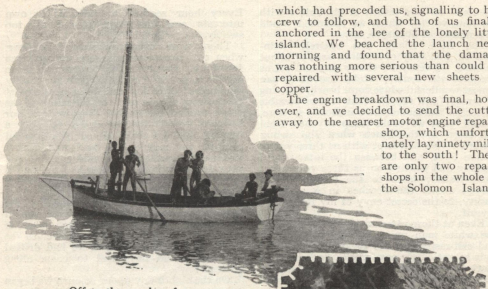 which had preceded us, signalling to h
crew to follow, and both of us fina
anchored in the lee of the lonely lit
island. We beached the launch ne
morning and found that the dama
was nothing more serious than could
repaired with several new sheets
copper.
The engine breakdown was final, ho
ever, and we decided to send the cutt
away to the nearest motor engine repa
shop, which unfort
nately lay ninety mil
to the south! The
are only two repa
shops in the whole
the Solomon Islan